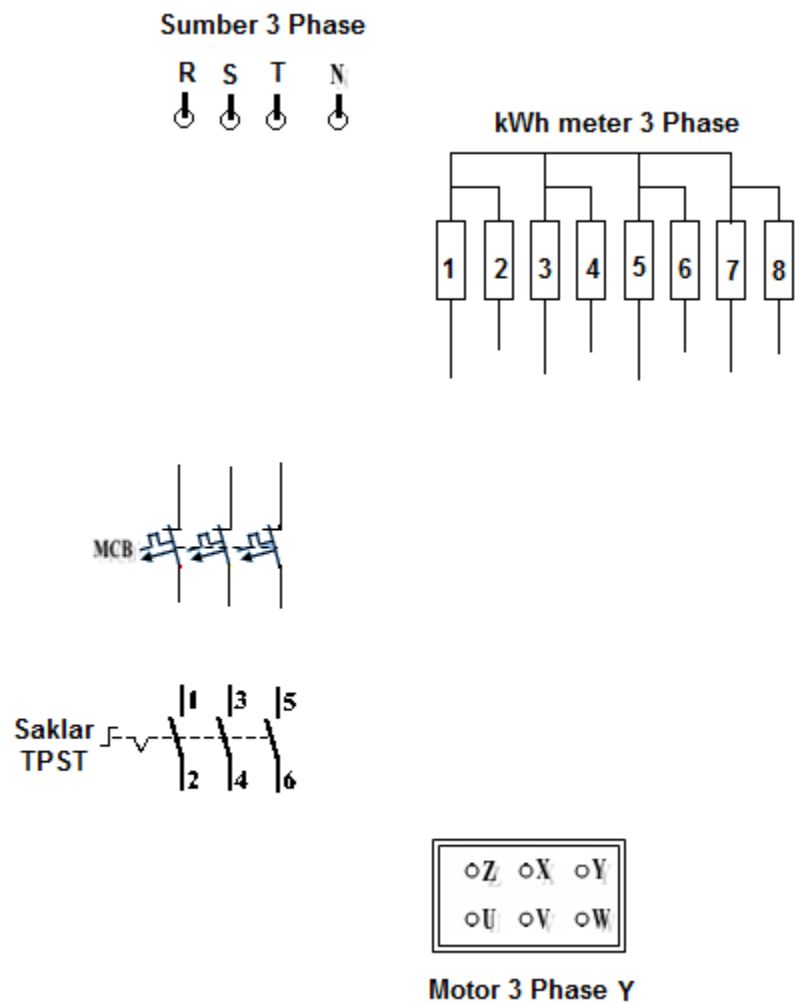 Sumber 3 Phase
R S T N
kWh meter 3 Phase
1 2 3 4 5 6 7 8
MCB
1 3 5
Saklar
TPST
2 4 6
Z X Y
U V W
Motor 3 Phase Y